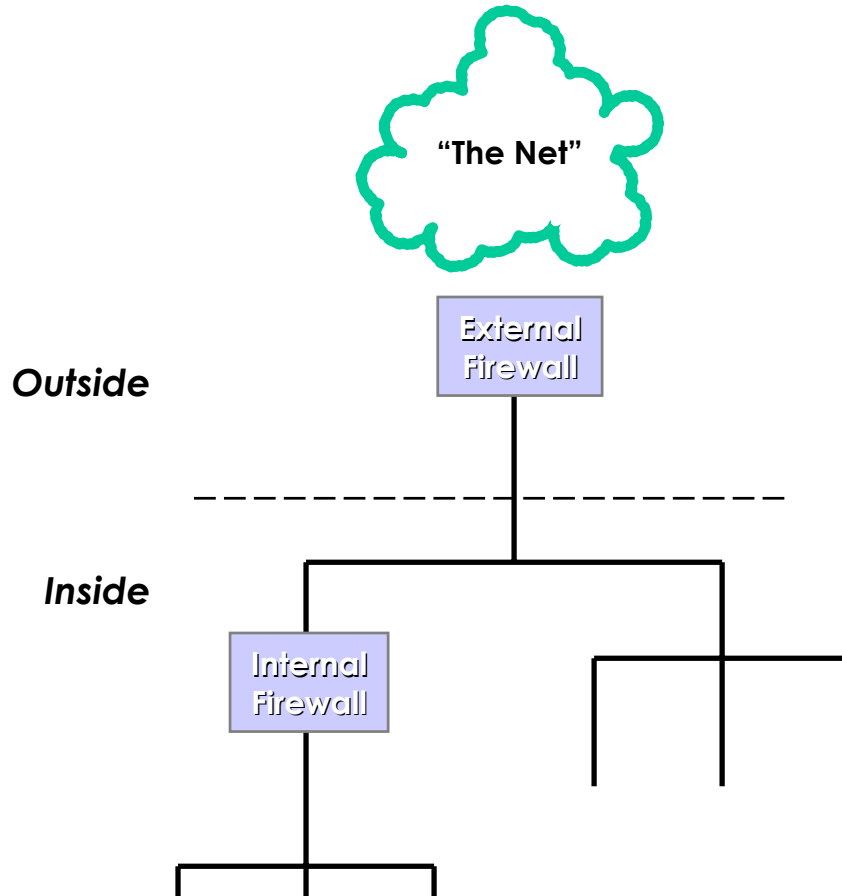 “The Net”
External
Firewall
Outside
Inside
Internal
Firewall